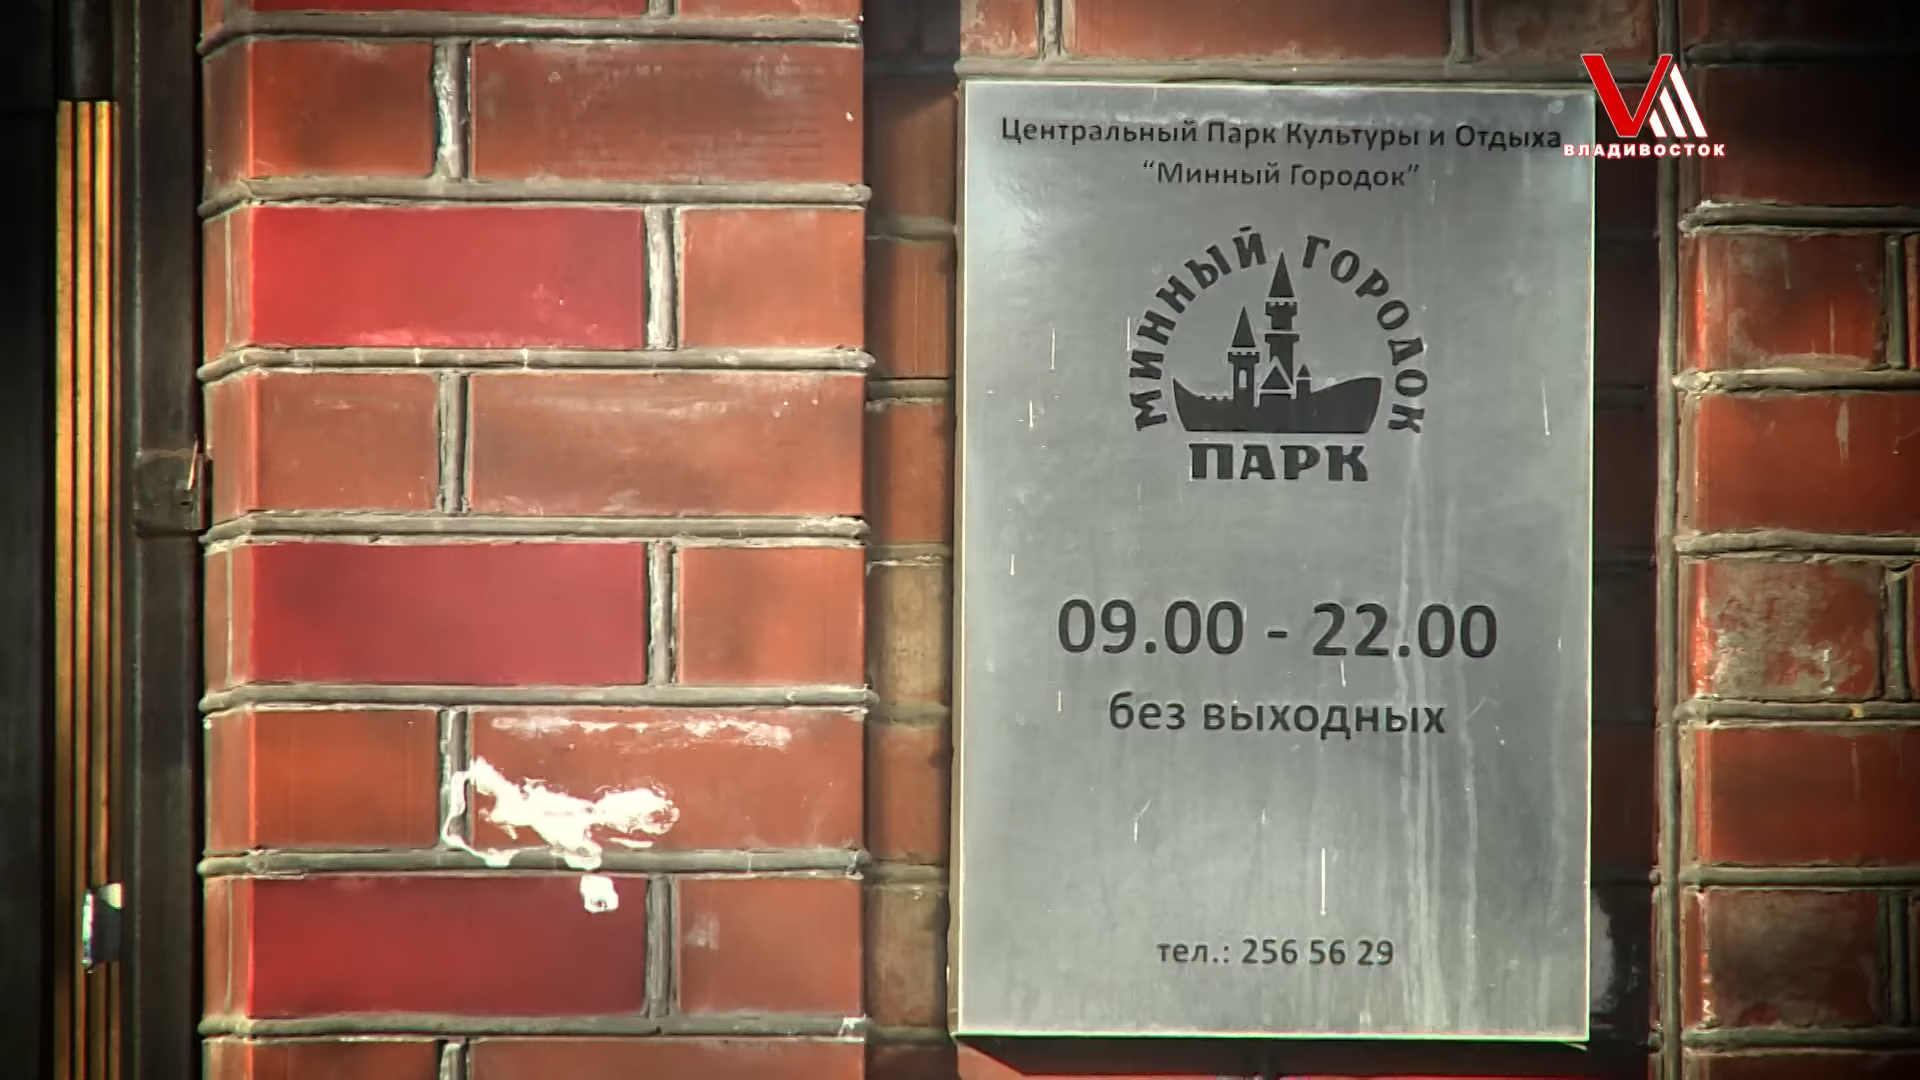 Центральный Парк Культуры и Отдыха
“Минный Городок”
МИННЫЙ ГОРОДОК
ПАРК
09.00 - 22.00
без выходных
тел.: 256 56 29
ВЛАДИВОСТОК